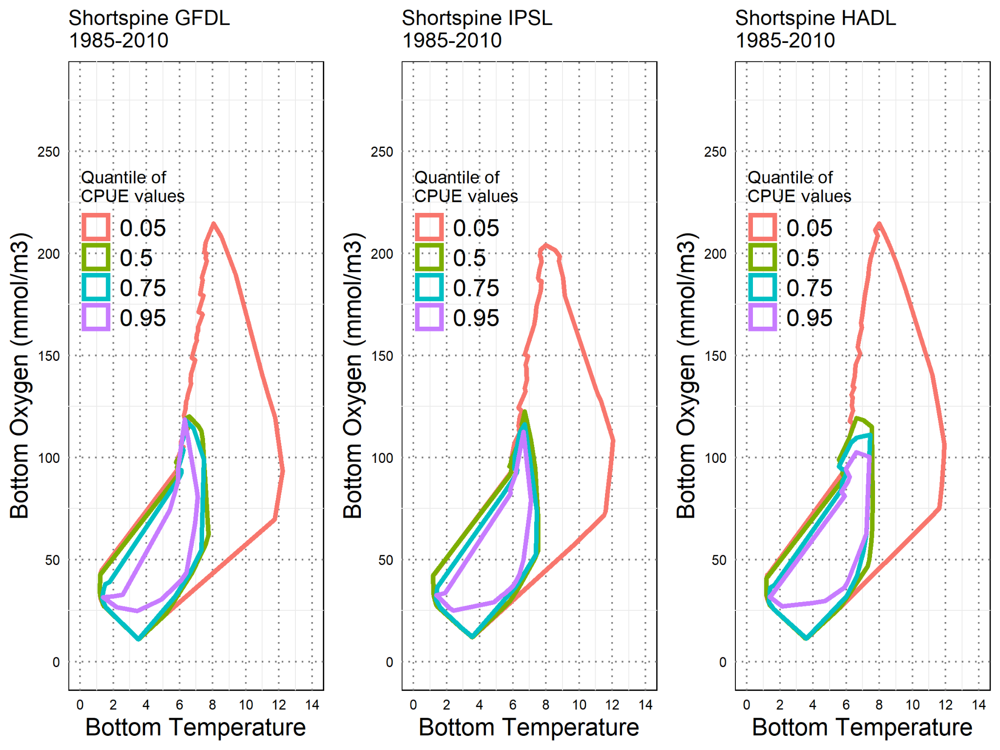 Shortspine GFDL
1985-2010
250
200
150
100
50
0
Quantile of
CPUE values
0.05
0.5
0.75
0.95
0 2 4 6 8 10 12 14
Bottom Temperature
Bottom Oxygen (mmol/m3)
Shortspine IPSL
1985-2010
250
200
150
100
50
0
Quantile of
CPUE values
0.05
0.5
0.75
0.95
0 2 4 6 8 10 12 14
Bottom Temperature
Bottom Oxygen (mmol/m3)
Shortspine HADL
1985-2010
250
200
150
100
50
0
Quantile of
CPUE values
0.05
0.5
0.75
0.95
0 2 4 6 8 10 12 14
Bottom Temperature
Bottom Oxygen (mmol/m3)